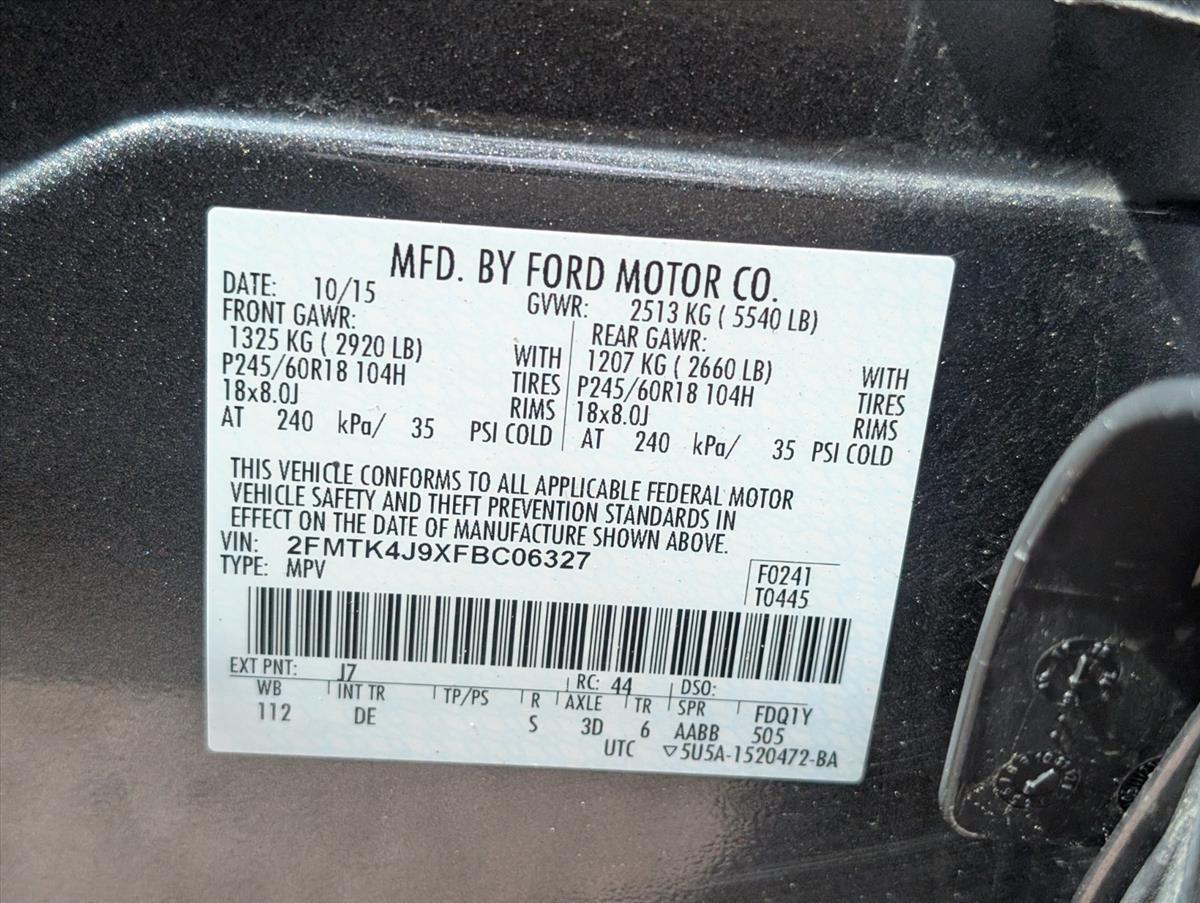 MFD. BY FORD MOTOR CO.
DATE: 10/15 GVWR: 2513 KG ( 5540 LB)
FRONT GAWR: REAR GAWR:
1325 KG ( 2920 LB) WITH 1207 KG ( 2660 LB) WITH
P245/60R18 104H TIRES P245/60R18 104H TIRES
18x8.0J RIMS 18x8.0J RIMS
AT 240 kPa/ 35 PSI COLD AT 240 kPa/ 35 PSI COLD
THIS VEHICLE CONFORMS TO ALL APPLICABLE FEDERAL MOTOR
VEHICLE SAFETY AND THEFT PREVENTION STANDARDS IN
EFFECT ON THE DATE OF MANUFACTURE SHOWN ABOVE.
VIN: 2FMTK4J9XFBC06327
TYPE: MPV
F0241
T0445
EXT PNT: J7 RC: 44 DSO:
WB INT TR TP/PS R AXLE TR SPR FDQ1Y
112 DE S 3D 6 AABB 505
UTC ▽5U5A-1520472-BA